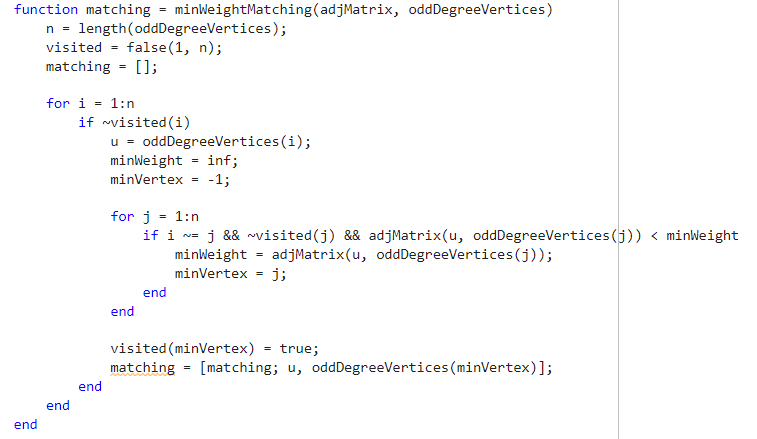 function matching = minWeightMatching(adjMatrix, oddDegreeVertices)
    n = length(oddDegreeVertices);
    visited = false(1, n);
    matching = [];

    for i = 1:n
        if ~visited(i)
            u = oddDegreeVertices(i);
            minWeight = inf;
            minVertex = -1;

            for j = 1:n
                if i ~= j && ~visited(j) && adjMatrix(u, oddDegreeVertices(j)) < minWeight
                    minWeight = adjMatrix(u, oddDegreeVertices(j));
                    minVertex = j;
                end
            end

            visited(minVertex) = true;
            matching = [matching; u, oddDegreeVertices(minVertex)];
        end
    end
end